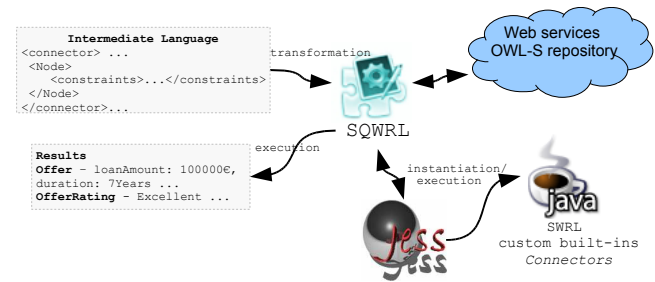 Intermediate Language
<connector> ...
<Node>
<constraints>...</constraints>
</Node>
</connector>...
transformation
Web services
OWL-S repository
SQWRL
execution
Results
Offer - loanAmount: 100000€,
duration: 7Years ...
OfferRating - Excellent ...
instantiation/
execution
Jess
java
SWRL
custom built-ins
Connectors